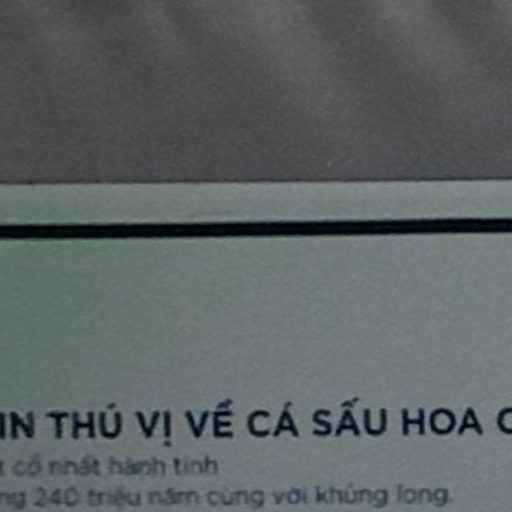 IN THÚ VỊ VỀ CÁ SẤU HOA C
t cổ nhất hành tinh
ng 240 triệu năm cùng với khủng long.